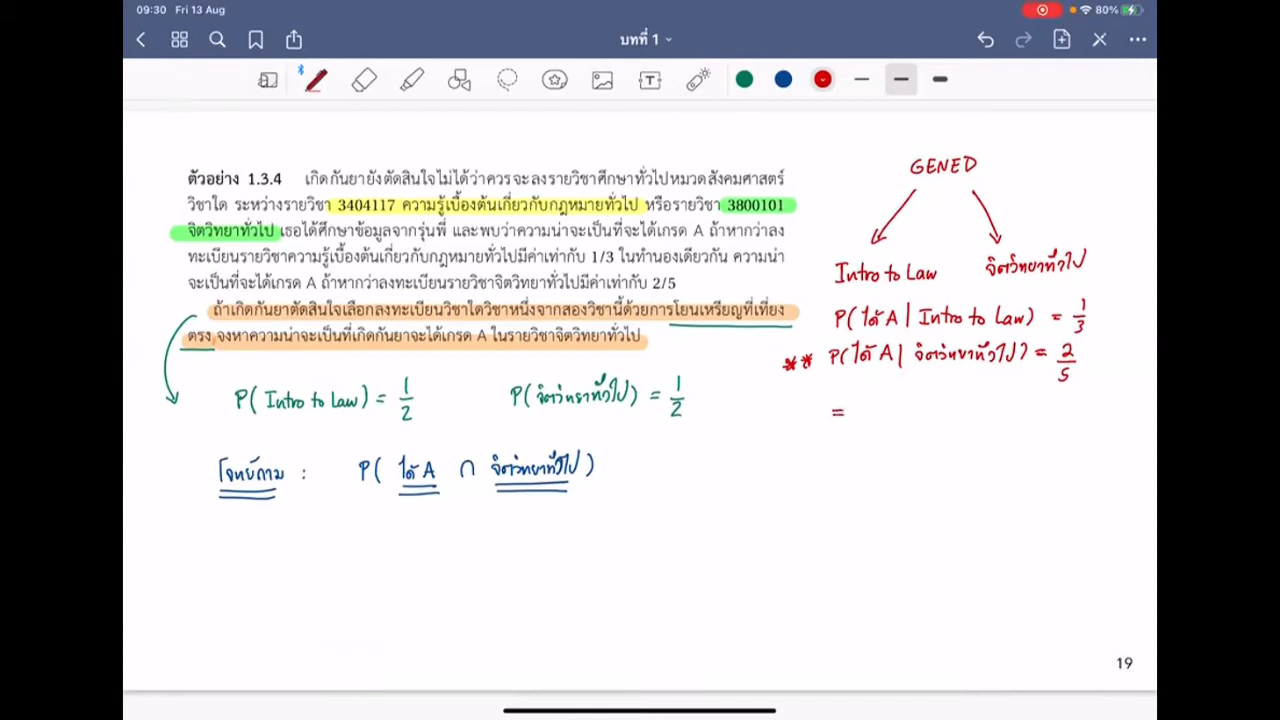 09:30 Fri 13 Aug
80%
บทที่ 1
ตัวอย่าง 1.3.4 เกิดกันยายังตัดสินใจไม่ได้ว่าควรจะลงรายวิชาศึกษาทั่วไปหมวดสังคมศาสตร์
วิชาใด ระหว่างรายวิชา 3404117 ความรู้เบื้องต้นเกี่ยวกับกฎหมายทั่วไป หรือรายวิชา 3800101
จิตวิทยาทั่วไป เธอได้ศึกษาข้อมูลจากรุ่นพี่ และพบว่าความน่าจะเป็นที่จะได้เกรด A ถ้าหากว่าลง
ทะเบียนรายวิชาความรู้เบื้องต้นเกี่ยวกับกฎหมายทั่วไปมีค่าเท่ากับ 1/3 ในทำนองเดียวกัน ความน่า
จะเป็นที่จะได้เกรด A ถ้าหากว่าลงทะเบียนรายวิชาจิตวิทยาทั่วไปมีค่าเท่ากับ 2/5
ถ้าเกิดกันยาตัดสินใจเลือกลงทะเบียนวิชาใดวิชาหนึ่งจากสองวิชานี้ด้วยการโยนเหรียญที่เที่ยง
ตรง จงหาความน่าจะเป็นที่เกิดกันยาจะได้เกรด A ในรายวิชาจิตวิทยาทั่วไป
P( Intro to Law ) = 1/2 P( จิตวิทยาทั่วไป ) = 1/2
โจทย์ถาม : P( ได้ A ∩ จิตวิทยาทั่วไป )
GENED
Intro to Law จิตวิทยาทั่วไป
P( ได้ A | Intro to Law ) = 1/3
** P( ได้ A | จิตวิทยาทั่วไป ) = 2/5
=
19